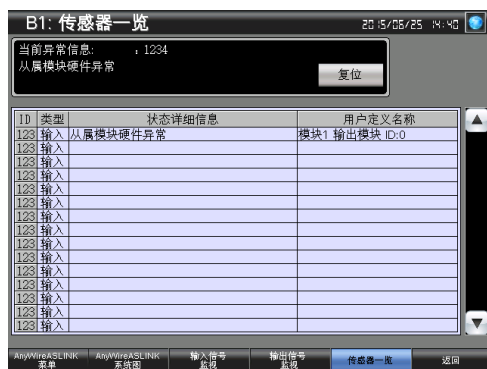 B1: 传感器一览
2015/06/25 14:40
当前异常信息: : 1234
从属模块硬件异常
复位
ID 类型 状态详细信息 用户定义名称
123 输入 从属模块硬件异常 模块1 输出模块 ID:0
123 输入
123 输入
123 输入
123 输入
123 输入
123 输入
123 输入
123 输入
123 输入
123 输入
123 输入
123 输入
123 输入
123 输入
AnyWireASLINK 菜单
AnyWireASLINK 系统图
输入信号 监视
输出信号 监视
传感器一览
返回